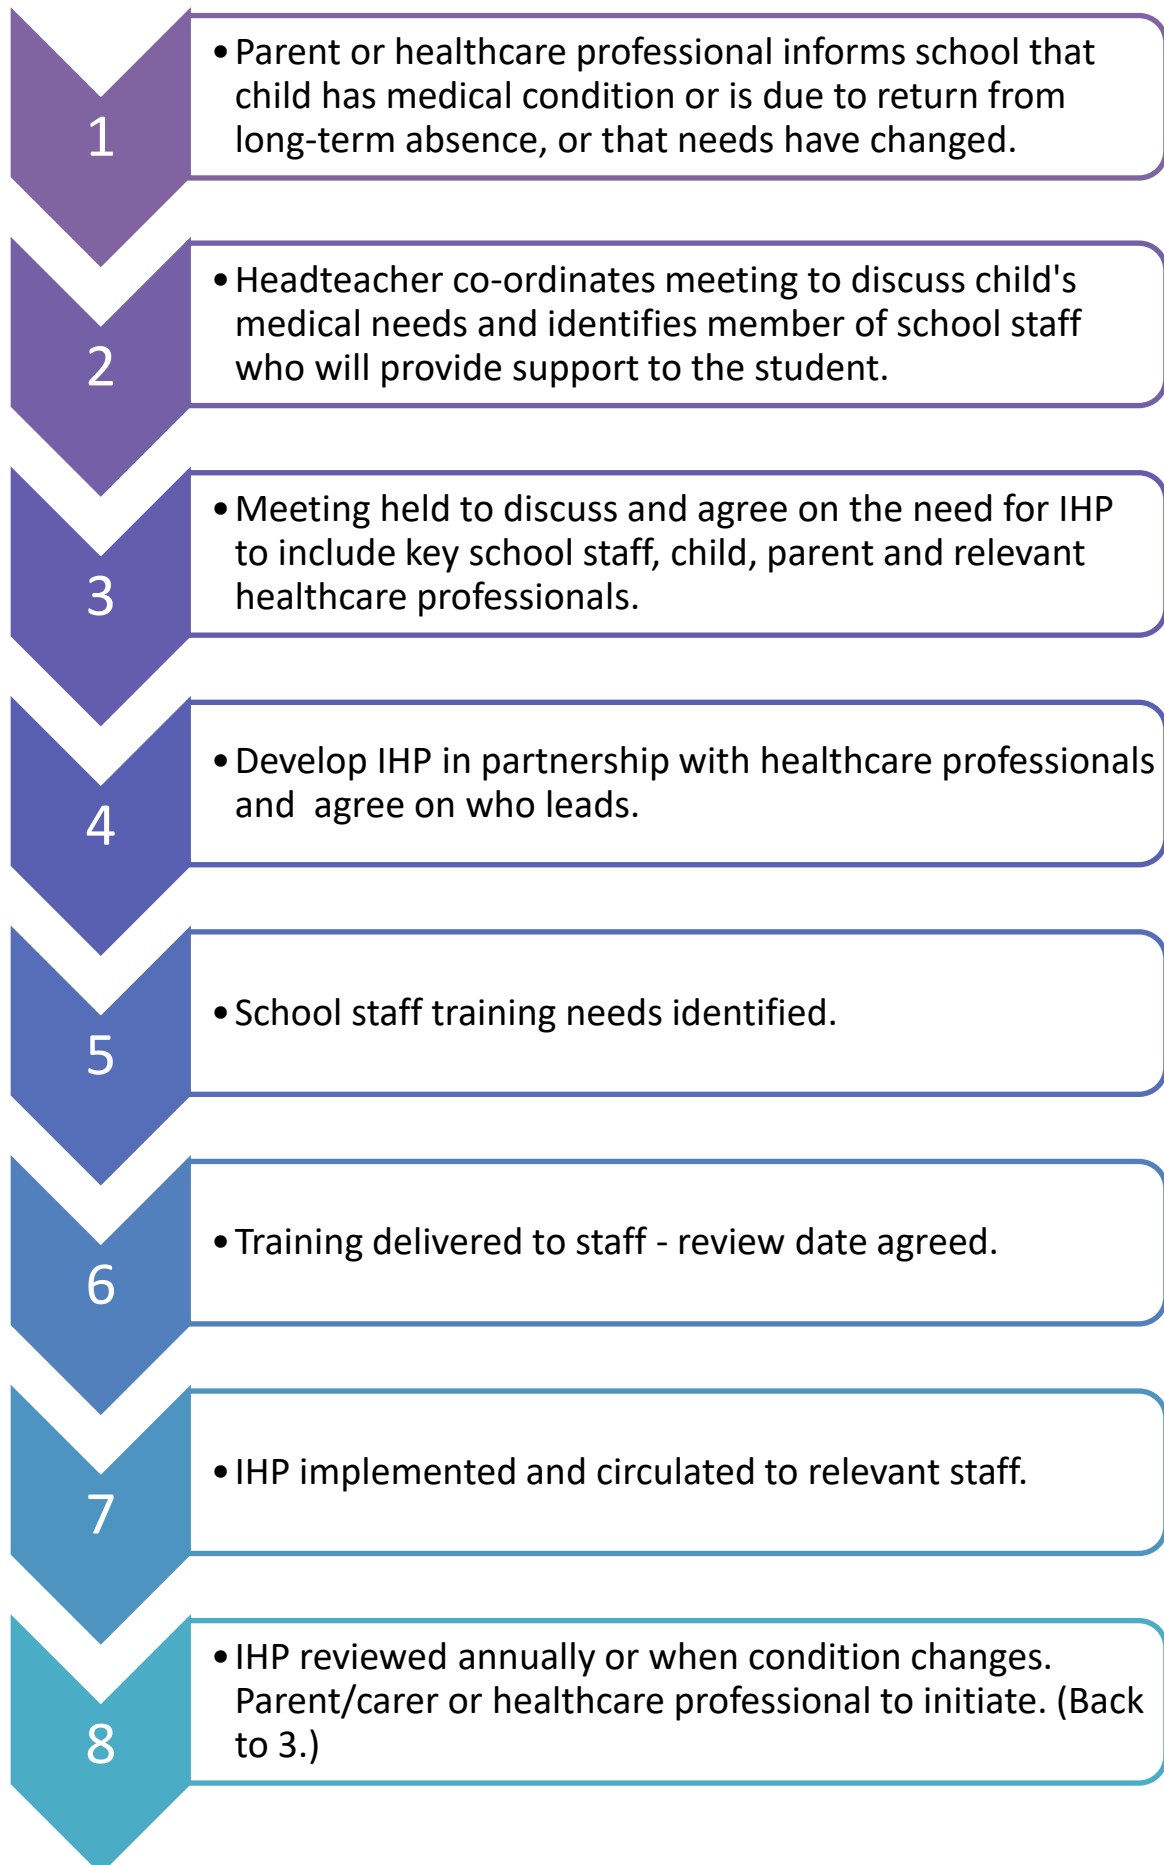 1
• Parent or healthcare professional informs school that
child has medical condition or is due to return from
long-term absence, or that needs have changed.
2
• Headteacher co-ordinates meeting to discuss child's
medical needs and identifies member of school staff
who will provide support to the student.
3
• Meeting held to discuss and agree on the need for IHP
to include key school staff, child, parent and relevant
healthcare professionals.
4
• Develop IHP in partnership with healthcare professionals
and  agree on who leads.
5
• School staff training needs identified.
6
• Training delivered to staff - review date agreed.
7
• IHP implemented and circulated to relevant staff.
8
• IHP reviewed annually or when condition changes.
Parent/carer or healthcare professional to initiate. (Back
to 3.)